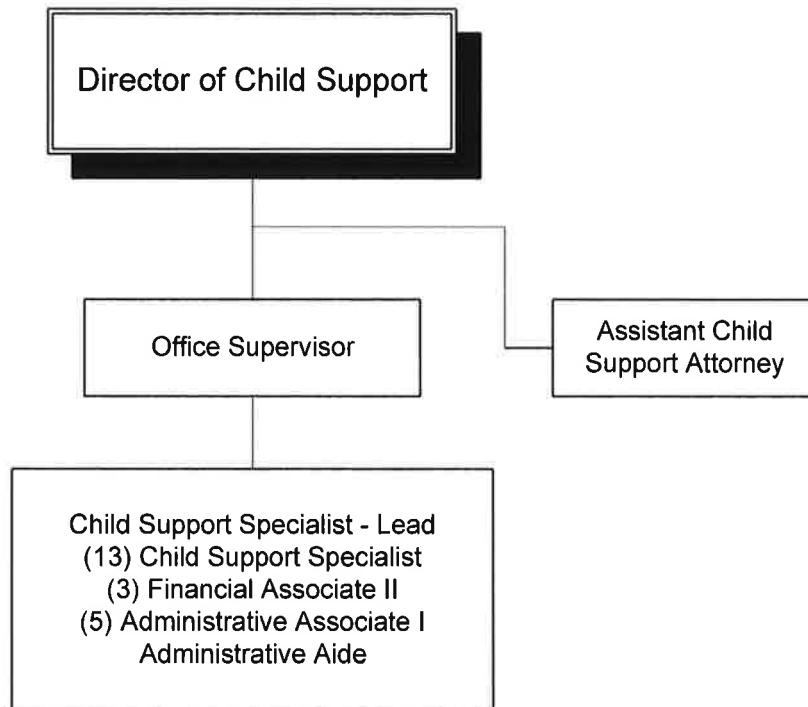 Director of Child Support
Office Supervisor
Assistant Child
Support Attorney
Child Support Specialist - Lead
(13) Child Support Specialist
(3) Financial Associate II
(5) Administrative Associate I
Administrative Aide